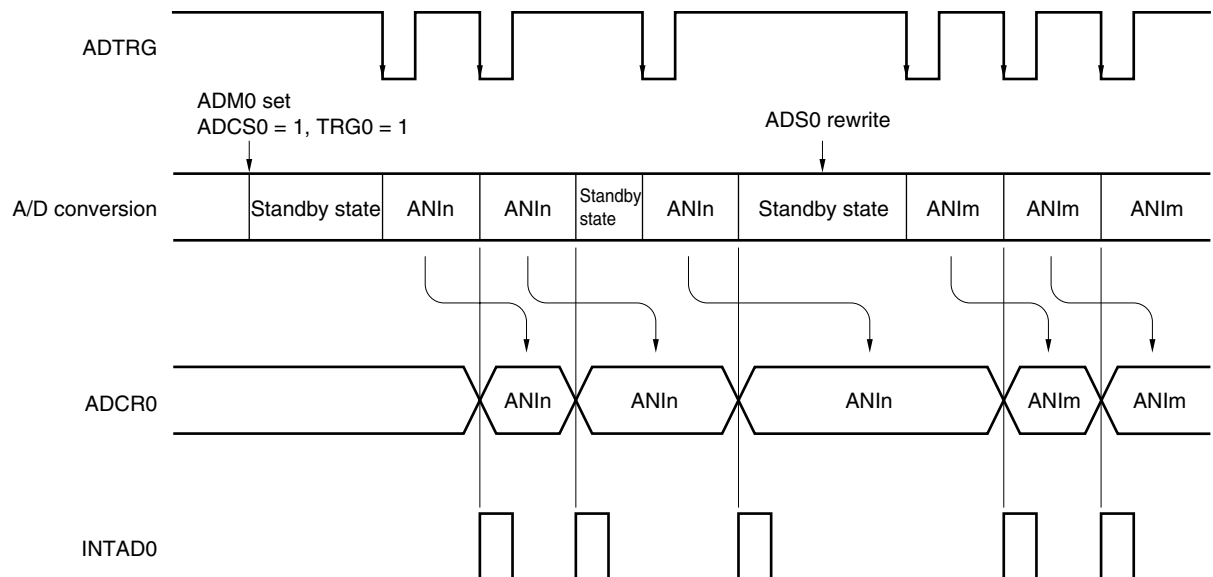 ADTRG
ADM0 set
ADCS0 = 1, TRG0 = 1
ADS0 rewrite
A/D conversion
Standby state
ANIn
ANIn
Standby
state
ANIn
Standby state
ANIm
ANIm
ANIm
ADCR0
ANIn
ANIn
ANIn
ANIm
ANIm
INTAD0